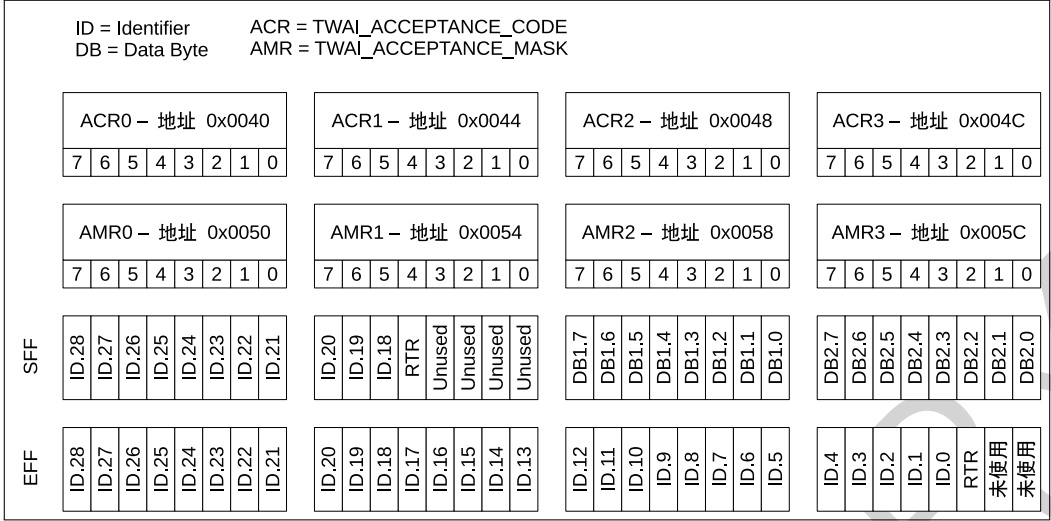 ID = Identifier ACR = TWAI_ACCEPTANCE_CODE
DB = Data Byte AMR = TWAI_ACCEPTANCE_MASK
ACR0 – 地址 0x0040 ACR1 – 地址 0x0044 ACR2 – 地址 0x0048 ACR3 – 地址 0x004C
7 6 5 4 3 2 1 0 7 6 5 4 3 2 1 0 7 6 5 4 3 2 1 0 7 6 5 4 3 2 1 0
AMR0 – 地址 0x0050 AMR1 – 地址 0x0054 AMR2 – 地址 0x0058 AMR3 – 地址 0x005C
7 6 5 4 3 2 1 0 7 6 5 4 3 2 1 0 7 6 5 4 3 2 1 0 7 6 5 4 3 2 1 0
SFF ID.28 ID.27 ID.26 ID.25 ID.24 ID.23 ID.22 ID.21 ID.20 ID.19 ID.18 RTR Unused Unused Unused Unused DB1.7 DB1.6 DB1.5 DB1.4 DB1.3 DB1.2 DB1.1 DB1.0 DB2.7 DB2.6 DB2.5 DB2.4 DB2.3 DB2.2 DB2.1 DB2.0
EFF ID.28 ID.27 ID.26 ID.25 ID.24 ID.23 ID.22 ID.21 ID.20 ID.19 ID.18 ID.17 ID.16 ID.15 ID.14 ID.13 ID.12 ID.11 ID.10 ID.9 ID.8 ID.7 ID.6 ID.5 ID.4 ID.3 ID.2 ID.1 ID.0 RTR 未使用 未使用